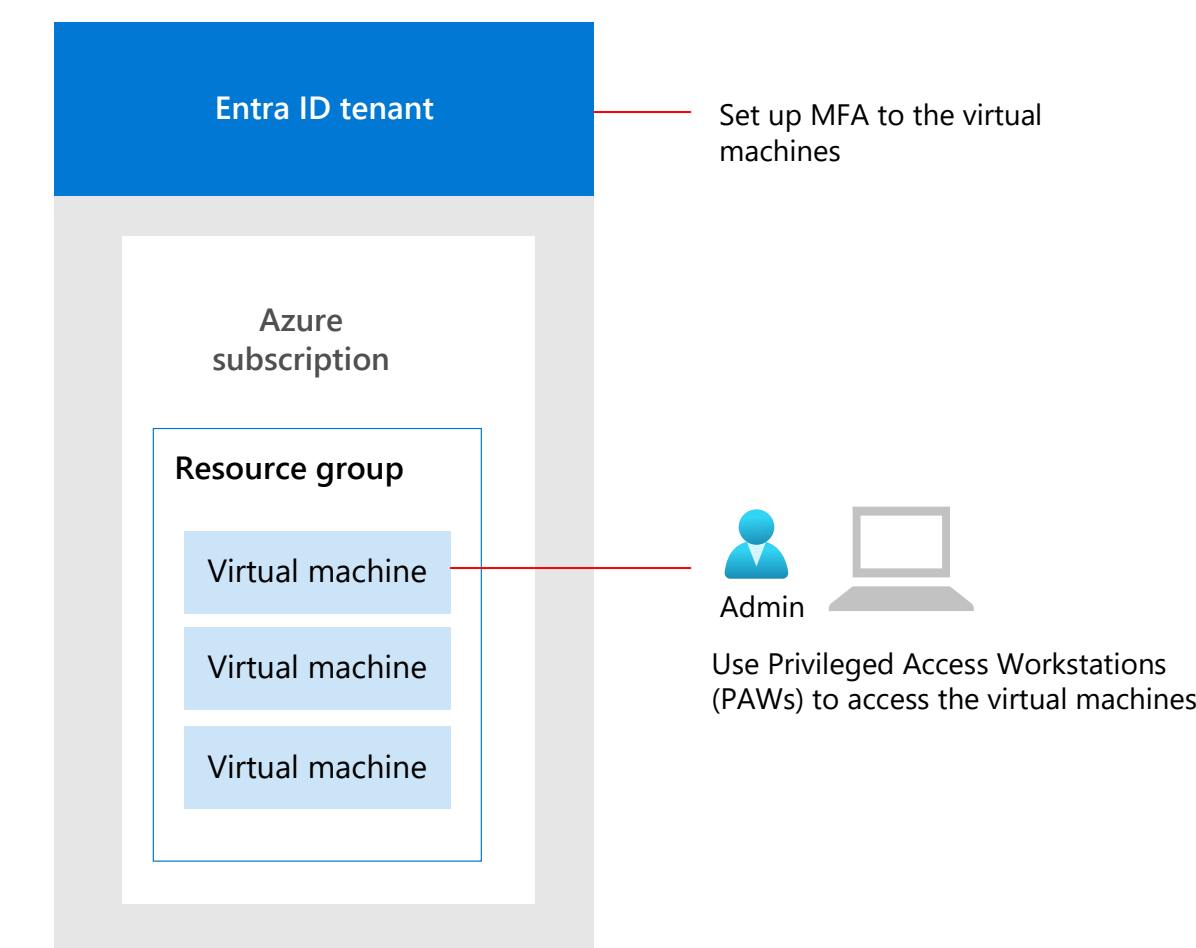 Entra ID tenant
Set up MFA to the virtual
machines
Azure
subscription
Resource group
Virtual machine
Virtual machine
Virtual machine
Admin
Use Privileged Access Workstations
(PAWs) to access the virtual machines